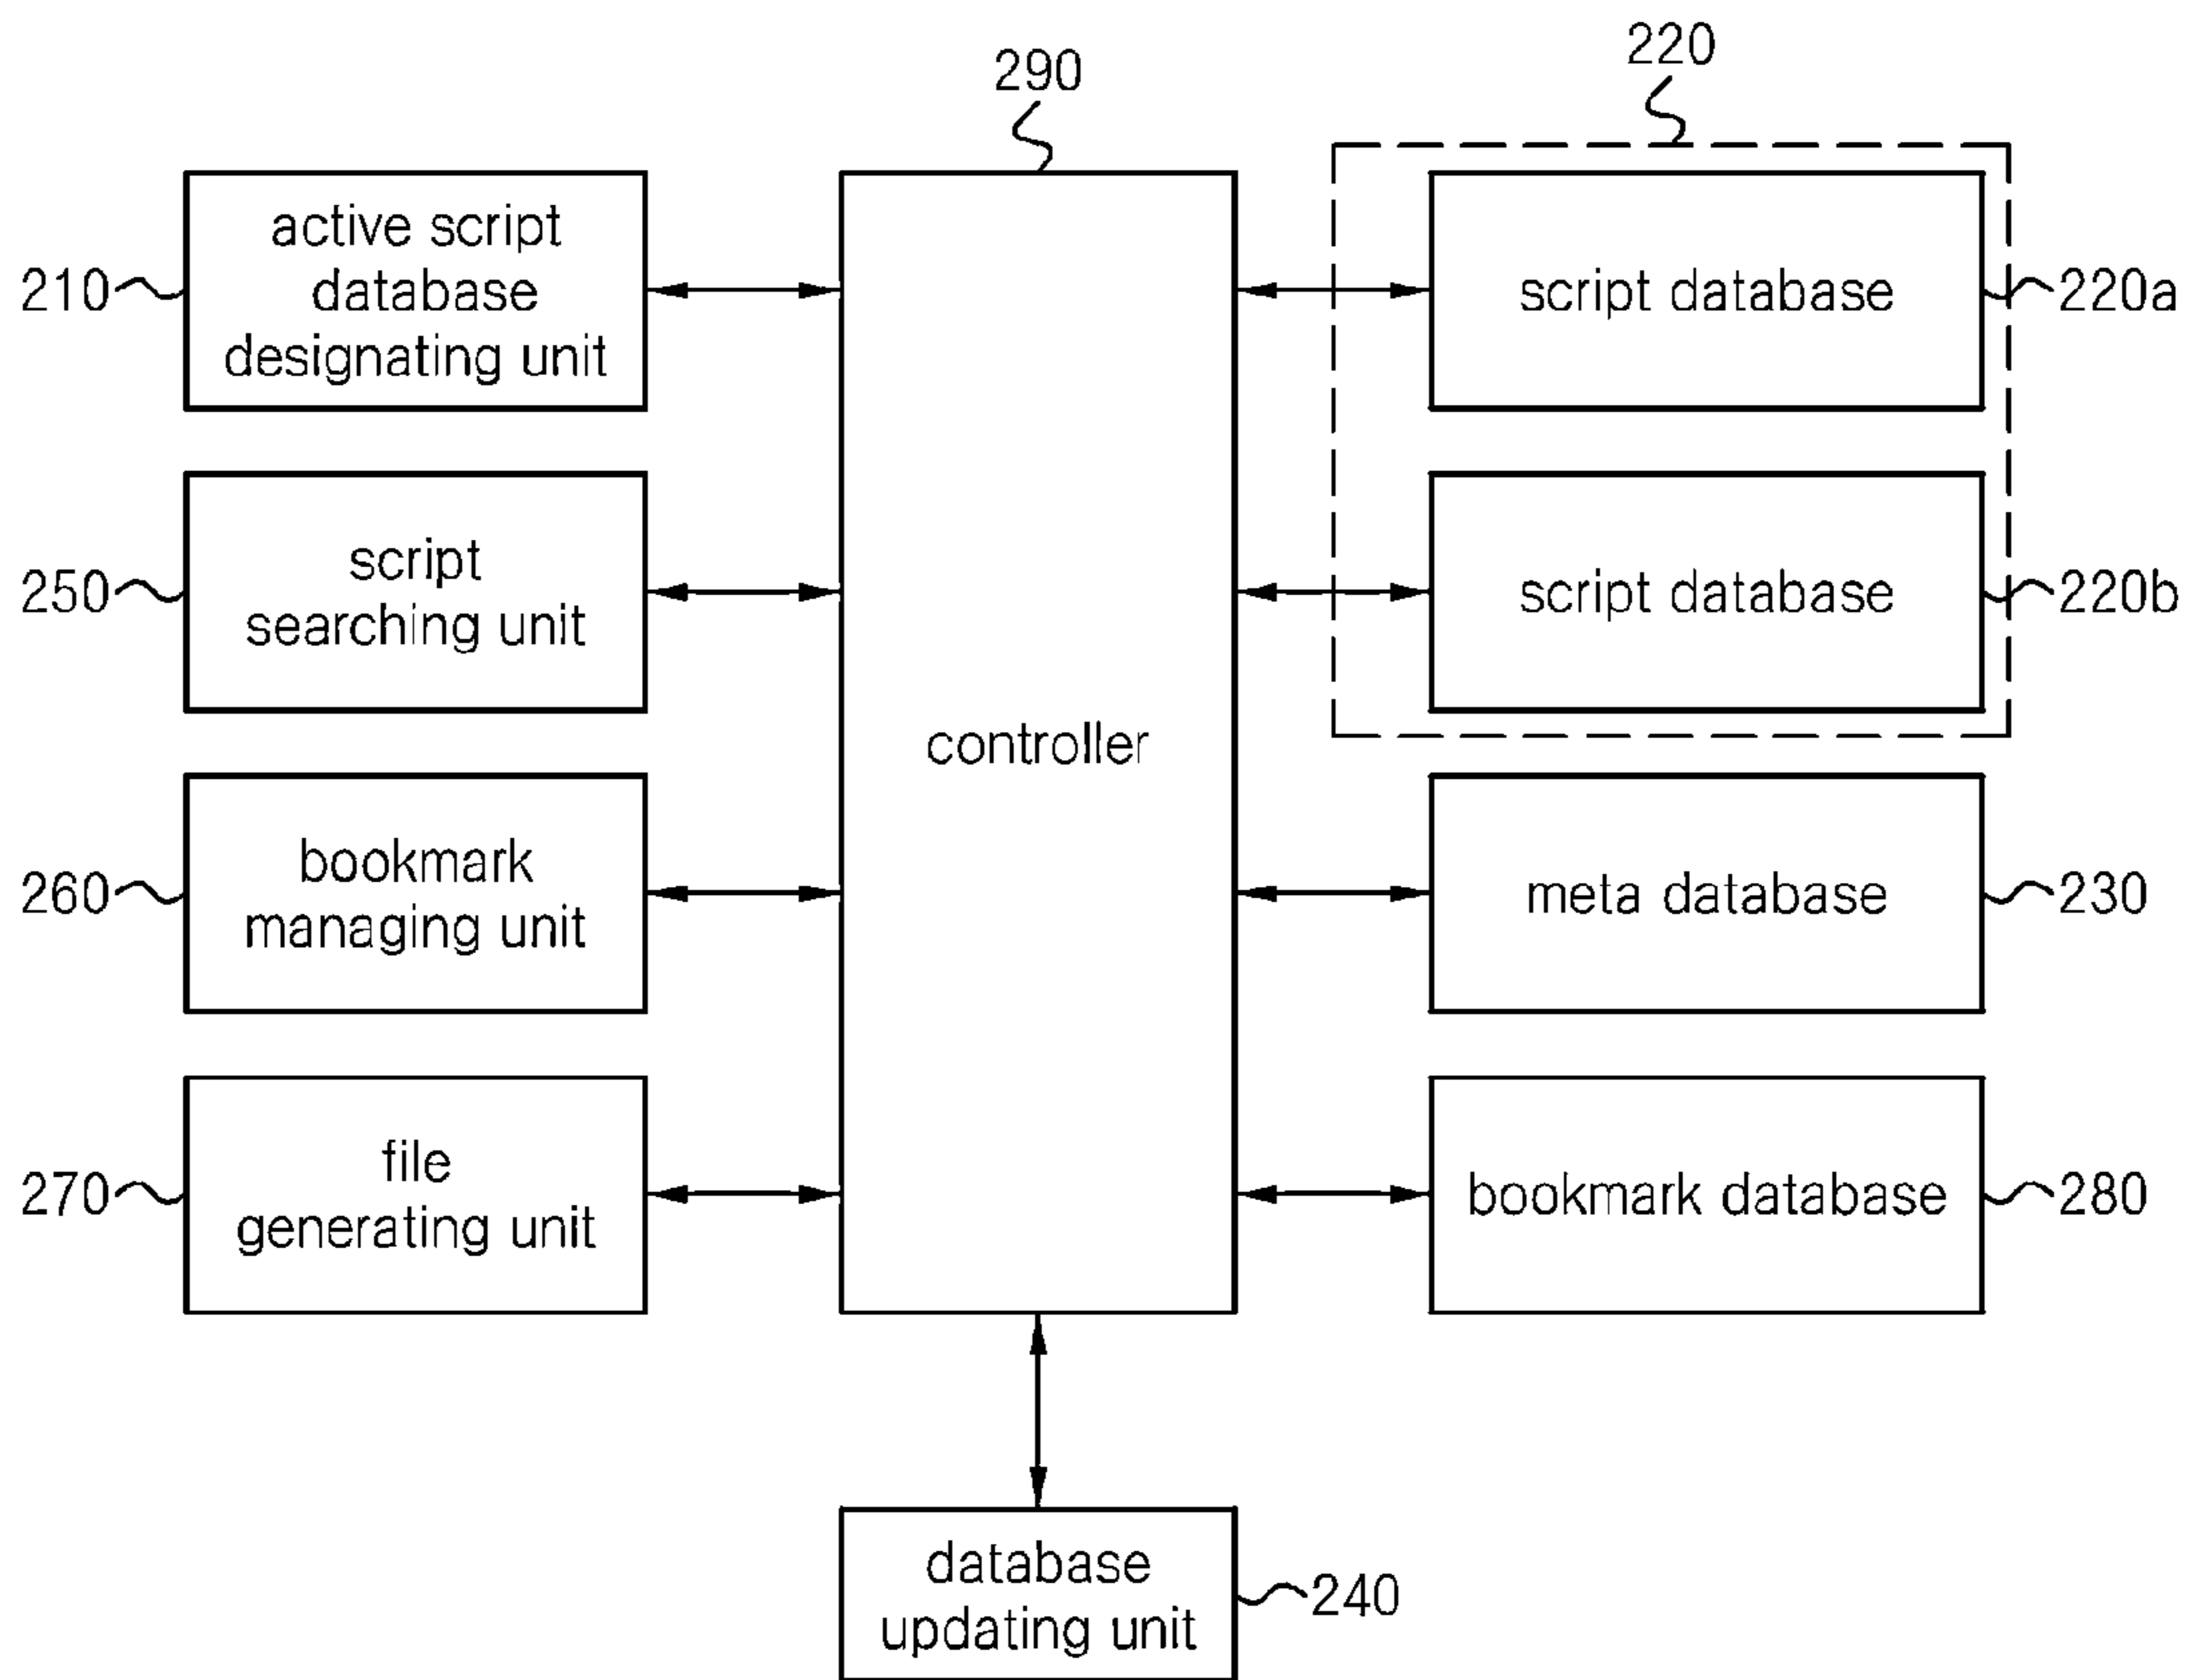 290
220
active script
database
designating unit
210
script database
220a
script
searching unit
250
script database
220b
controller
bookmark
managing unit
260
meta database
230
file
generating unit
270
bookmark database
280
database
updating unit
240